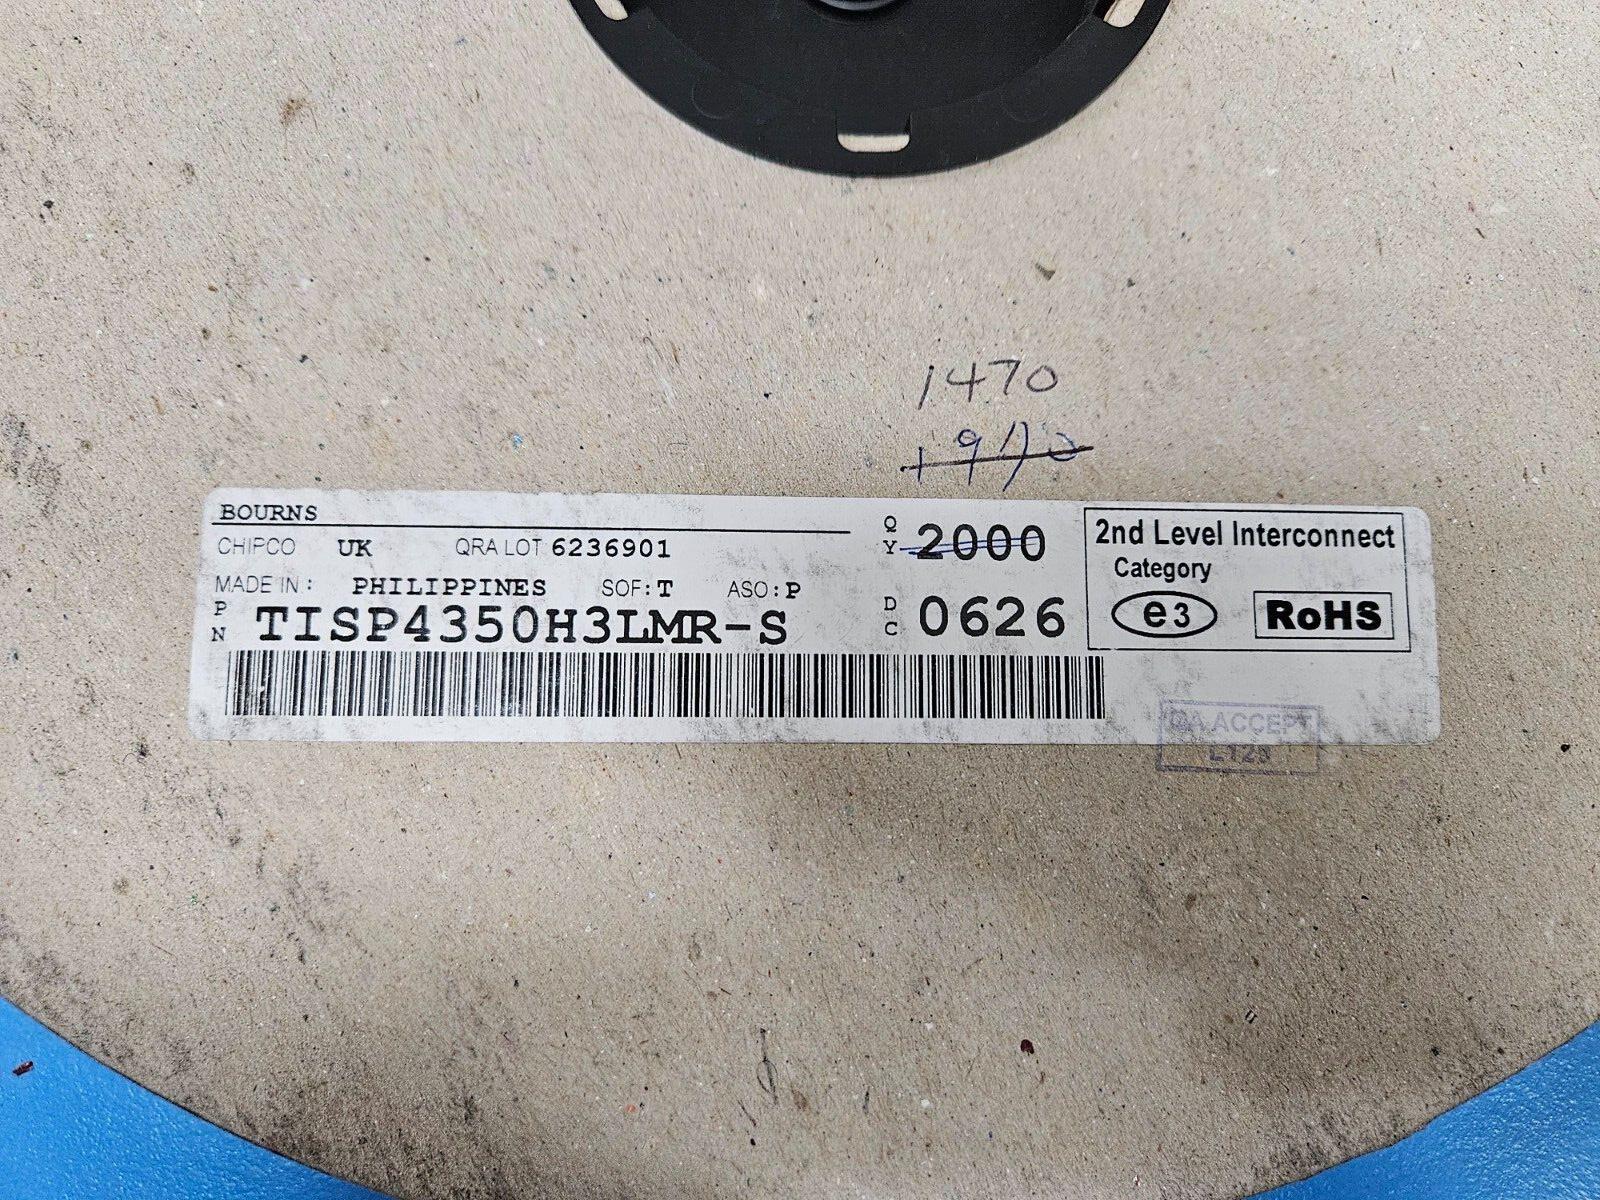 1470
BOURNS
CHIPCO UK QRA LOT 6236901
QY 2000
MADE IN: PHILIPPINES SOF:T ASO:P
PN TISP4350H3LMR-S
DC 0626
2nd Level Interconnect
Category
e3 RoHS
QA ACCEPT